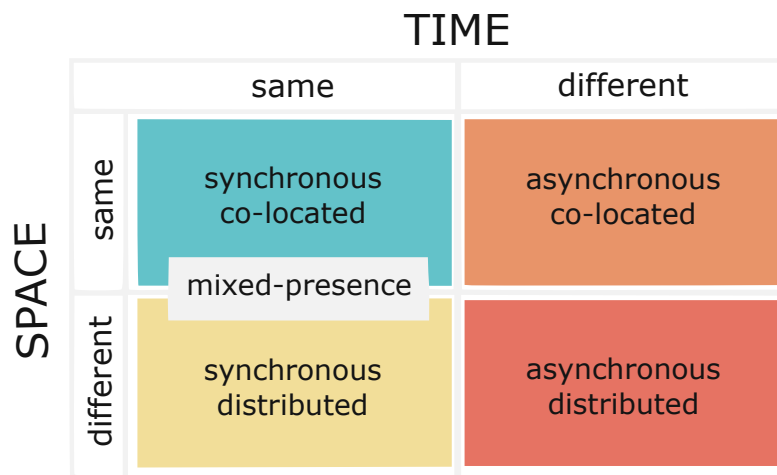 TIME
same
different
SPACE
same
synchronous
co-located
asynchronous
co-located
mixed-presence
different
synchronous
distributed
asynchronous
distributed